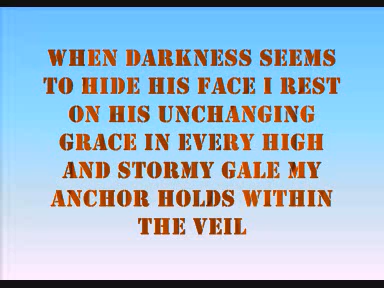 WHEN DARKNESS SEEMS
TO HIDE HIS FACE I REST
ON HIS UNCHANGING
GRACE IN EVERY HIGH
AND STORMY GALE MY
ANCHOR HOLDS WITHIN
THE VEIL